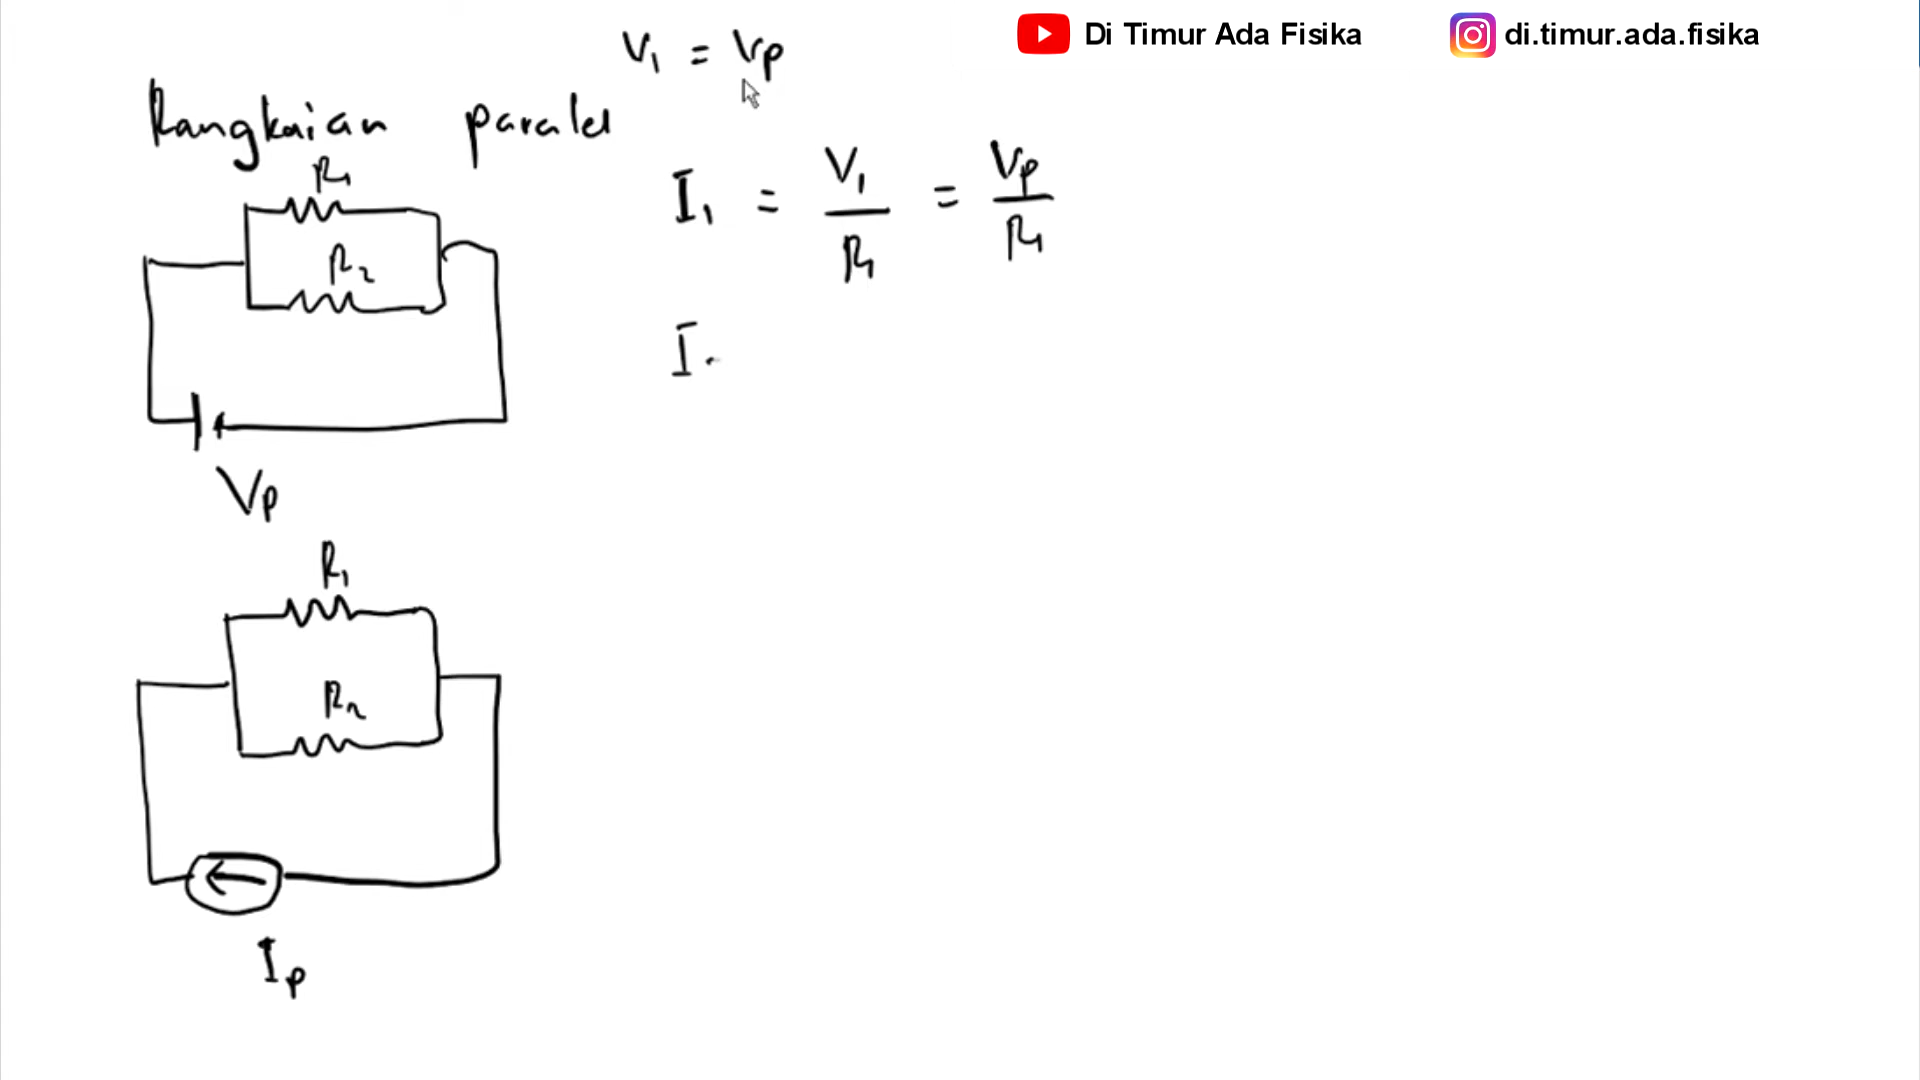 Di Timur Ada Fisika
di.timur.ada.fisika
V₁ = Vp
Rangkaian paralel
I₁ = V₁/R₁ = Vp/R₁
R₁
R₂
I
Vp
R₁
R₂
Ip